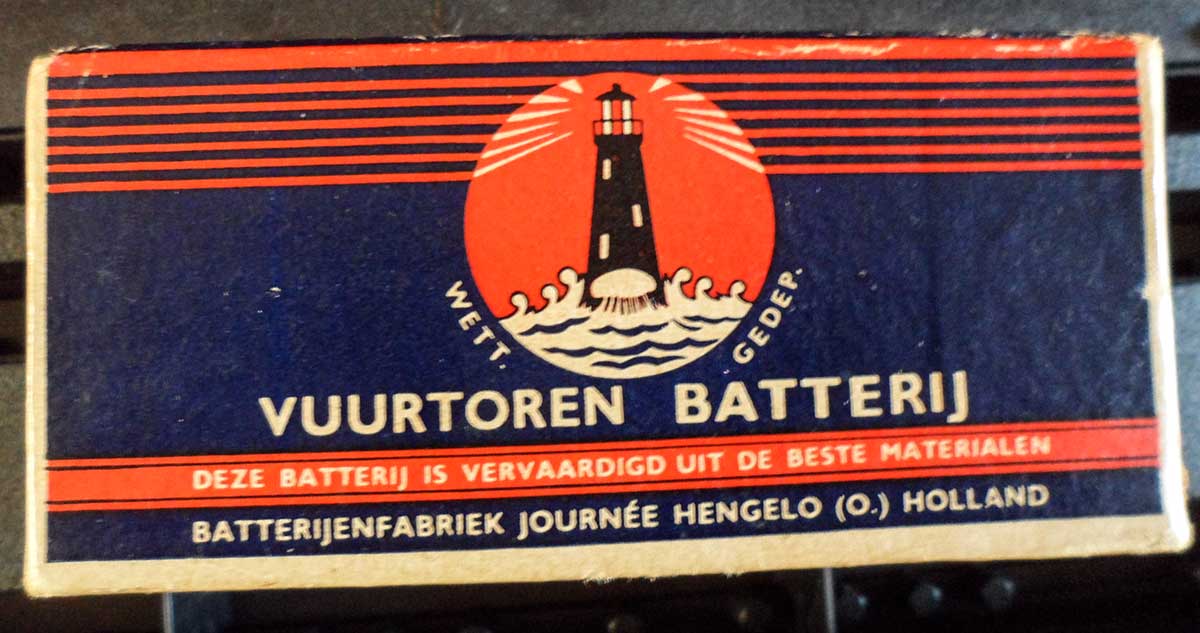 WETT. GEDEP.
VUURTOREN BATTERIJ
DEZE BATTERIJ IS VERVAARDIGD UIT DE BESTE MATERIALEN
BATTERIJENFABRIEK JOURNÉE HENGELO (O.) HOLLAND